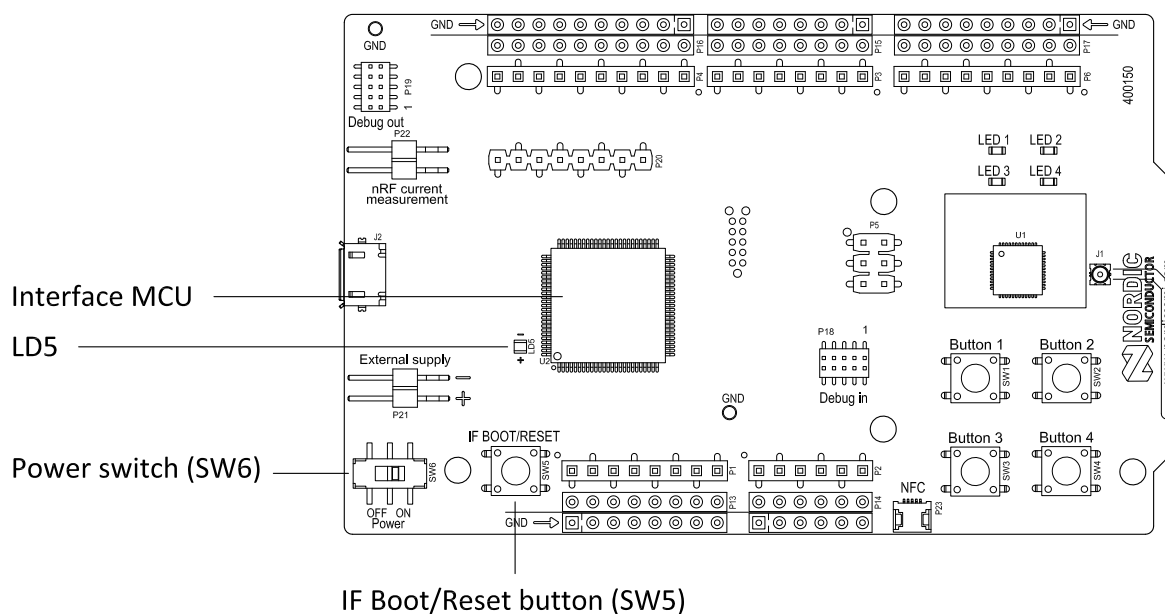 GND
GND
GND
P16
P15
P17
P4
P3
P6
400150
P19
1
Debug out
P22
nRF current
measurement
P20
LED 1
LED 2
LED 3
LED 4
J2
P5
U1
J1
NORDIC
SEMICONDUCTOR
Interface MCU
LD5
-
LD5
+
U2
P18
1
Debug in
External supply
-
+
P21
GND
Button 1
Button 2
SW1
SW2
Button 3
Button 4
SW3
SW4
IF BOOT/RESET
SW5
Power switch (SW6)
SW6
OFF ON
Power
P1
P2
P13
P14
GND
NFC
P23
IF Boot/Reset button (SW5)